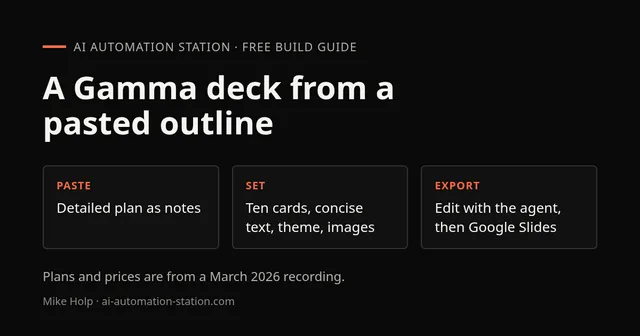 AI AUTOMATION STATION · FREE BUILD GUIDE
A Gamma deck from a
pasted outline
PASTE
Detailed plan as notes
SET
Ten cards, concise
text, theme, images
EXPORT
Edit with the agent,
then Google Slides
Plans and prices are from a March 2026 recording.
Mike Holp · ai-automation-station.com